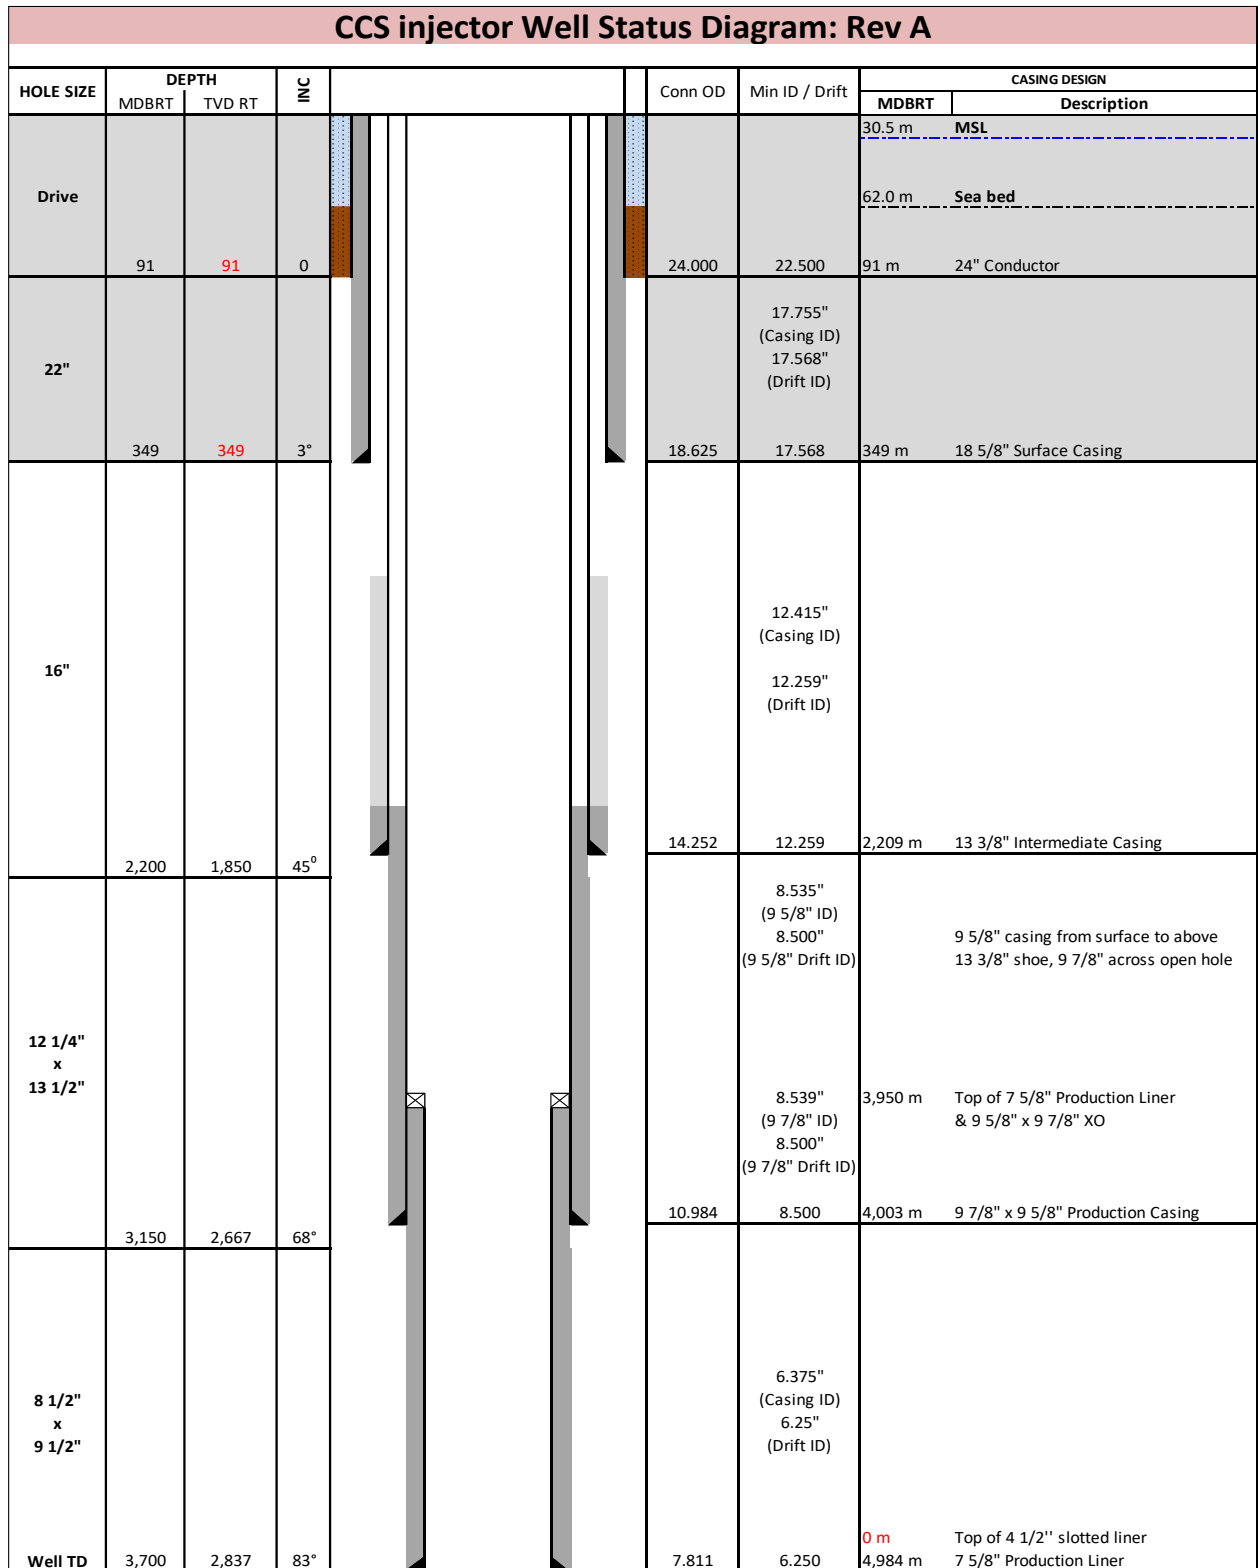 CCS injector Well Status Diagram: Rev A
HOLE SIZE
DEPTH
MDBRT TVD RT
INC
Conn OD
Min ID / Drift
CASING DESIGN
MDBRT Description
30.5 m MSL
Drive
62.0 m Sea bed
91 91 0 24.000 22.500 91 m 24" Conductor
17.755"
(Casing ID)
17.568"
(Drift ID)
22"
349 349 3° 18.625 17.568 349 m 18 5/8" Surface Casing
12.415"
(Casing ID)
16"
12.259"
(Drift ID)
14.252 12.259 2,209 m 13 3/8" Intermediate Casing
2,200 1,850 45⁰
8.535"
(9 5/8" ID)
8.500"
(9 5/8" Drift ID)
9 5/8" casing from surface to above
13 3/8" shoe, 9 7/8" across open hole
12 1/4"
x
13 1/2"
8.539"
(9 7/8" ID)
8.500"
(9 7/8" Drift ID)
3,950 m Top of 7 5/8" Production Liner
& 9 5/8" x 9 7/8" XO
10.984 8.500 4,003 m 9 7/8" x 9 5/8" Production Casing
3,150 2,667 68°
8 1/2"
x
9 1/2"
6.375"
(Casing ID)
6.25"
(Drift ID)
0 m Top of 4 1/2'' slotted liner
Well TD 3,700 2,837 83° 7.811 6.250 4,984 m 7 5/8" Production Liner